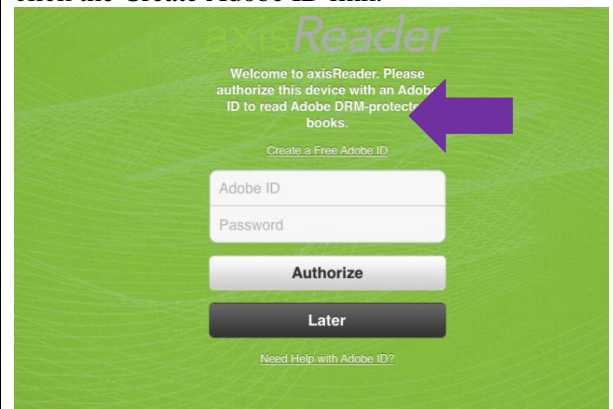 click the Create Adobe ID link.
axisReader
Welcome to axisReader. Please
authorize this device with an Adobe
ID to read Adobe DRM-protecte
books.
Create a Free Adobe ID
Adobe ID
Password
Authorize
Later
Need Help with Adobe ID?